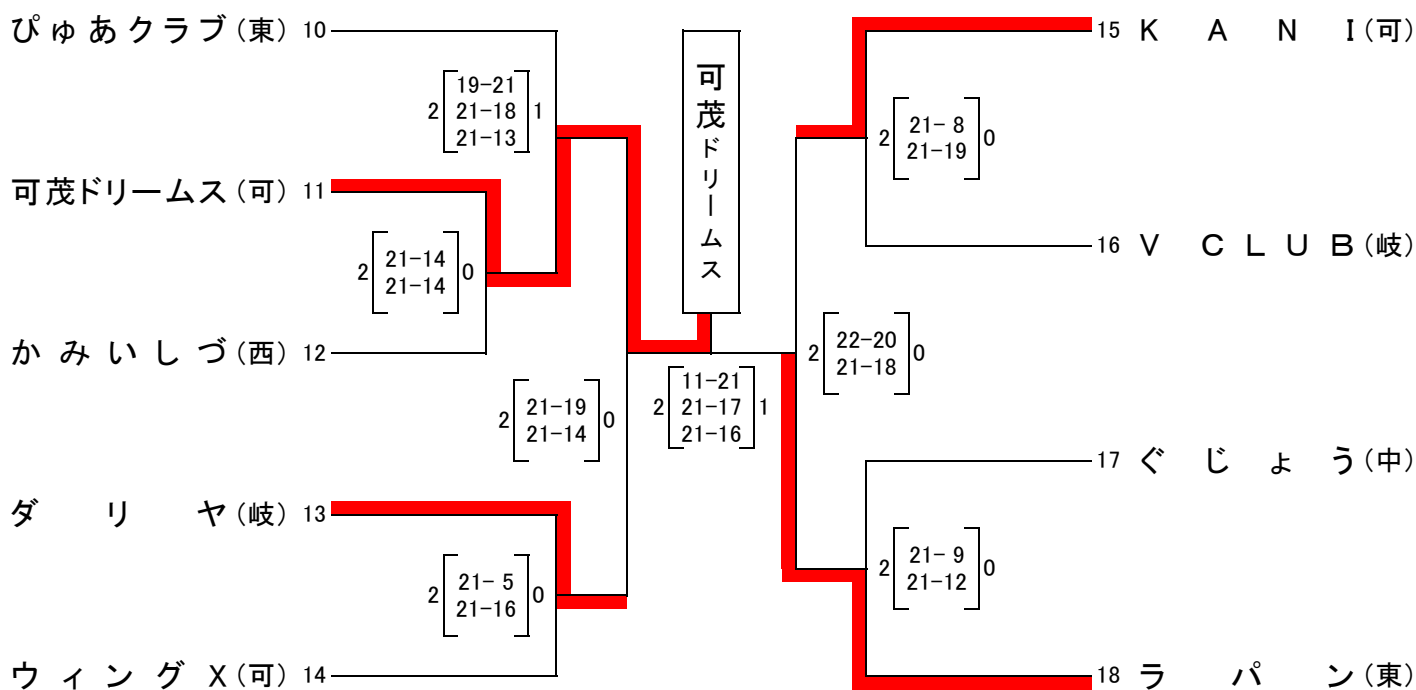 ぴゅあクラブ(東) 10
2 [19-21 21-18 21-13] 1
可茂ドリームス(可) 11
2 [21-14 21-14] 0
かみいしづ(西) 12
2 [21-19 21-14] 0
ダリヤ(岐) 13
2 [21- 5 21-16] 0
ウィングX(可) 14
可茂ドリームス
2 [11-21 21-17 21-16] 1
15 KANI(可)
2 [21- 8 21-19] 0
16 V CLUB(岐)
2 [22-20 21-18] 0
17 ぐじょう(中)
2 [21- 9 21-12] 0
18 ラパン(東)